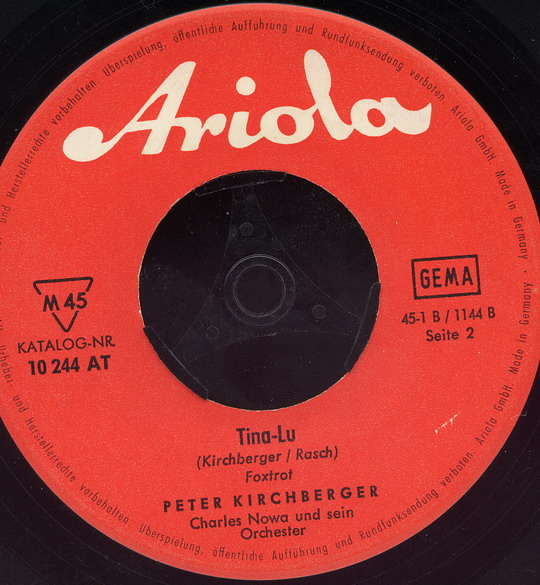 und Herstellerrechte vorbehalten. Überspielung, öffentliche Aufführung und Rundfunksendung verboten. Ariola GmbH. Made in Germany
Ariola
M 45
KATALOG-NR.
10 244 AT
GEMA
45-1 B / 1144 B
Seite 2
Tina-Lu
(Kirchberger / Rasch)
Foxtrot
PETER KIRCHBERGER
Charles Nowa und sein
Orchester
Urheber- und Herstellerrechte vorbehalten. Überspielung, öffentliche Aufführung und Rundfunksendung verboten. Ariola GmbH. Made in Germany •